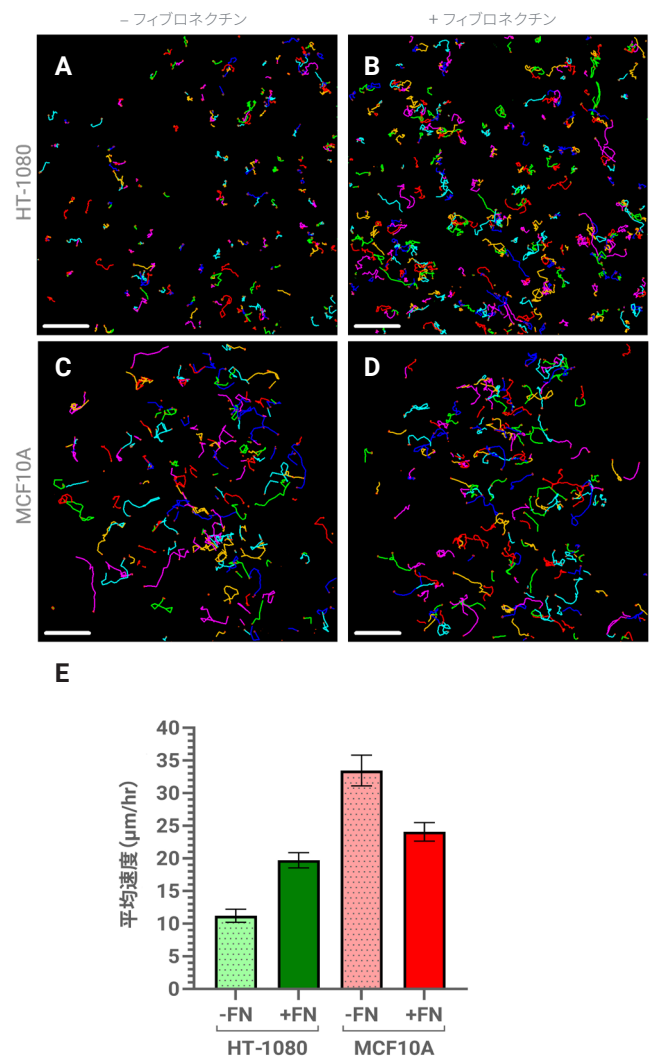 – フィブロネクチン
+ フィブロネクチン
A
B
HT-1080
C
D
MCF10A
E
平均速度 (µm/hr)
40
35
30
25
20
15
10
5
0
-FN
+FN
-FN
+FN
HT-1080
MCF10A